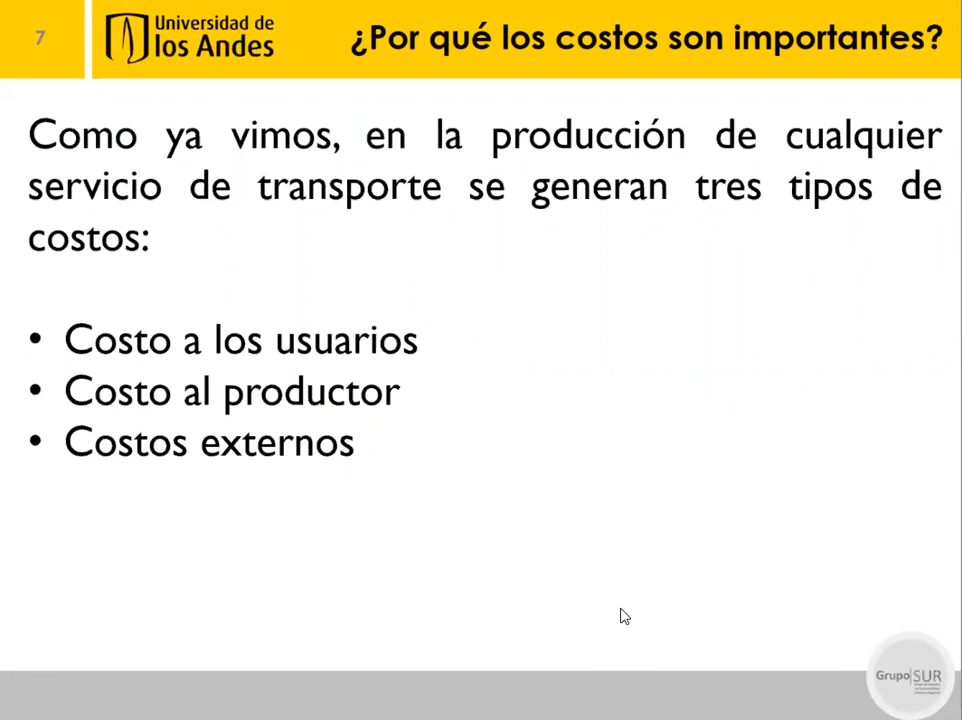 7
Universidad de
los Andes
¿Por qué los costos son importantes?
Como ya vimos, en la producción de cualquier
servicio de transporte se generan tres tipos de
costos:
• Costo a los usuarios
• Costo al productor
• Costos externos
Grupo|SUR